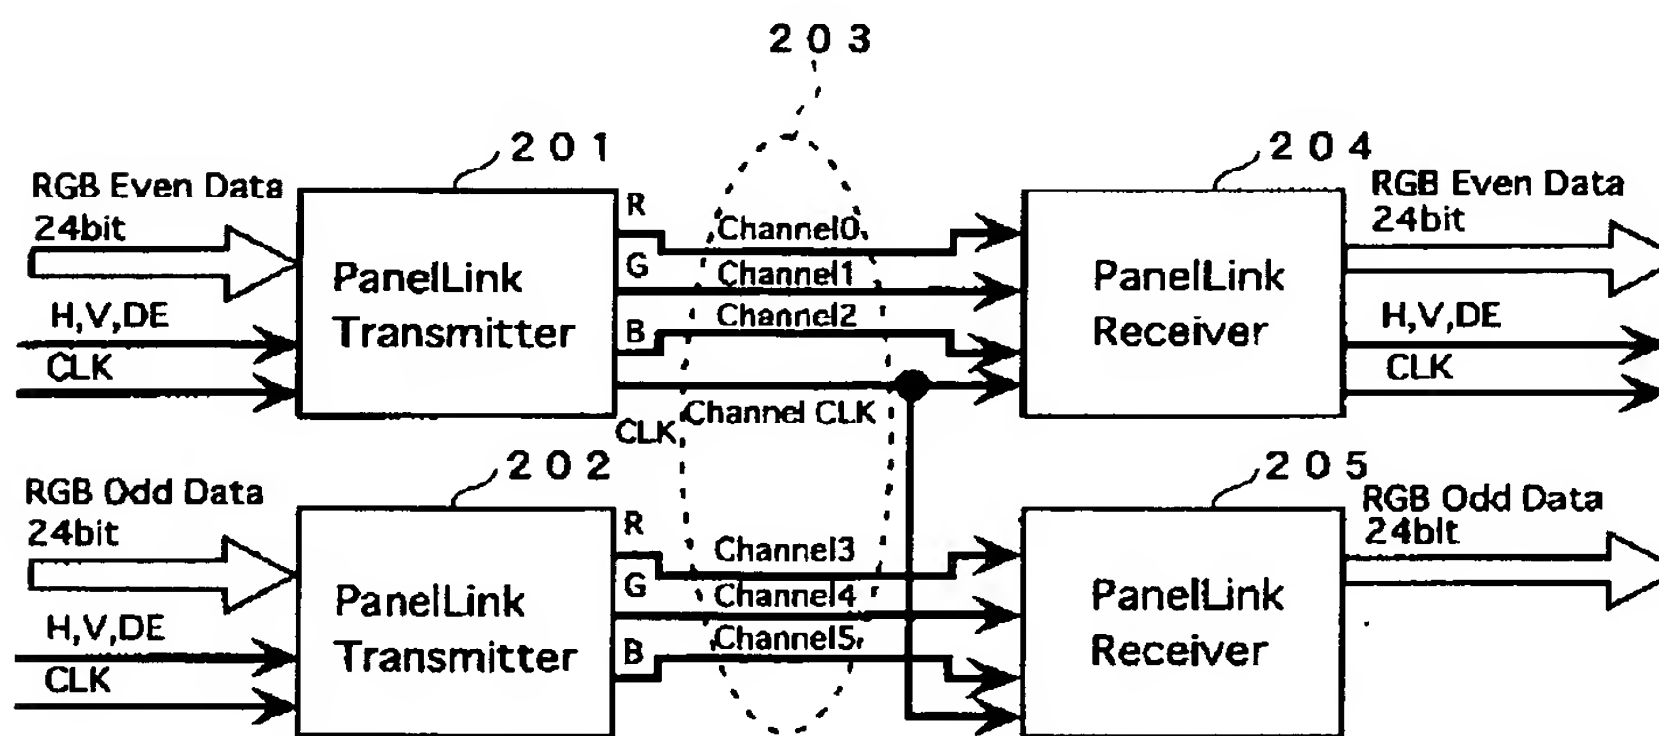 203
201
204
RGB Even Data
24bit
H,V,DE
CLK
PanelLink
Transmitter
R
Channel0
G
Channel1
B
Channel2
Channel CLK
CLK
PanelLink
Receiver
RGB Even Data
24bit
H,V,DE
CLK
202
205
RGB Odd Data
24bit
H,V,DE
CLK
PanelLink
Transmitter
R
Channel3
G
Channel4
B
Channel5
PanelLink
Receiver
RGB Odd Data
24bit